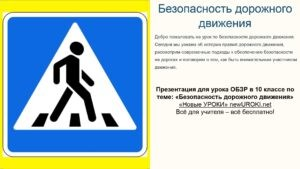 Безопасность дорожного
движения
Добро пожаловать на урок по безопасности дорожного движения.
Сегодня мы узнаем об истории правил дорожного движения,
рассмотрим современные подходы к обеспечению безопасности
на дорогах и поговорим о том, как быть внимательным участником
движения.
Презентация для урока ОБЗР в 10 классе по
теме: «Безопасность дорожного движения»
«Новые УРОКИ» newUROKI.net
Всё для учителя – всё бесплатно!